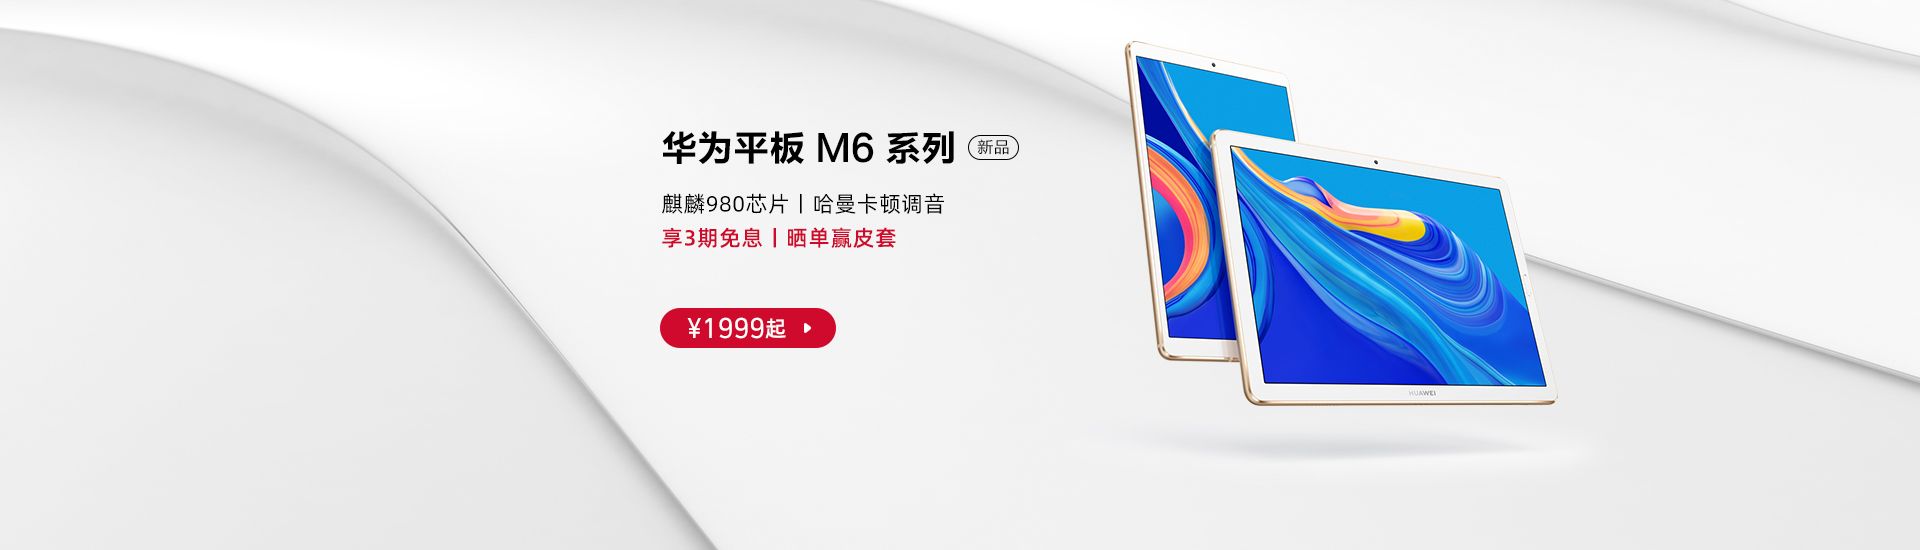 华为平板 M6 系列 新品
麒麟980芯片丨哈曼卡顿调音
享3期免息丨晒单赢皮套
¥1999起
HUAWEI